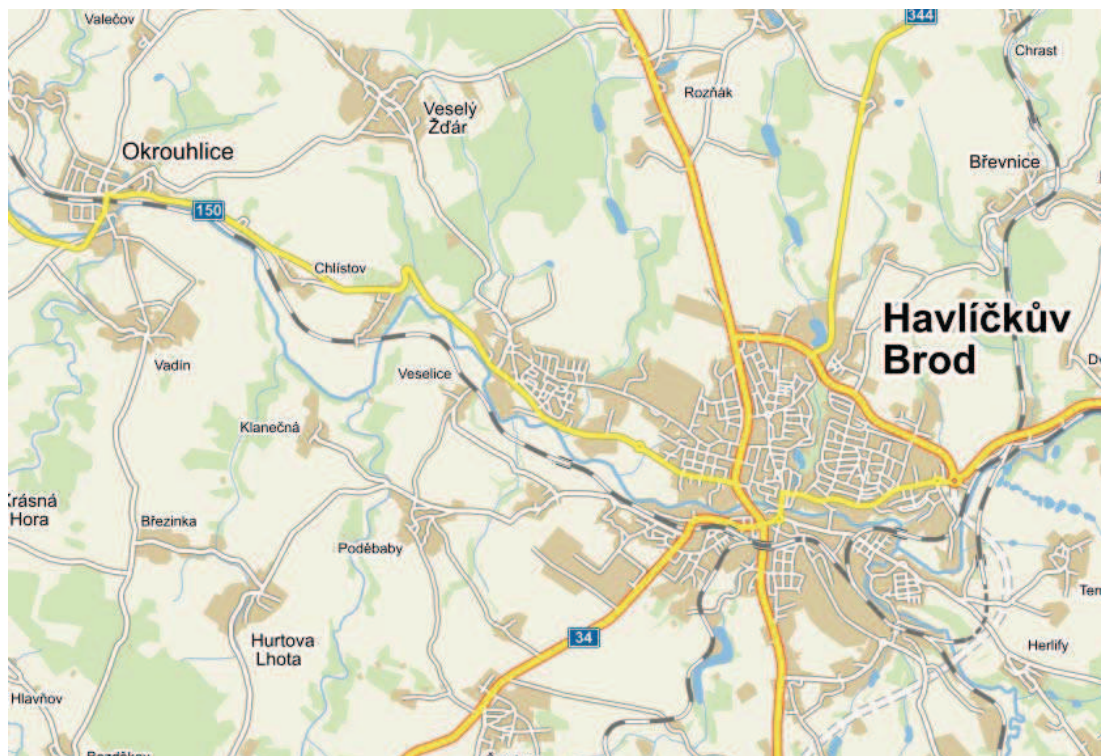 Valečov
344
Chrast
Rozňák
Veselý
Žďár
Okrouhlice
Břevnice
150
Chlístov
Havlíčkův
Brod
Vadín
Veselice
Klanečná
Krásná
Hora
Březinka
Poděbaby
34
Hurtova
Lhota
Herlify
Hlavňov